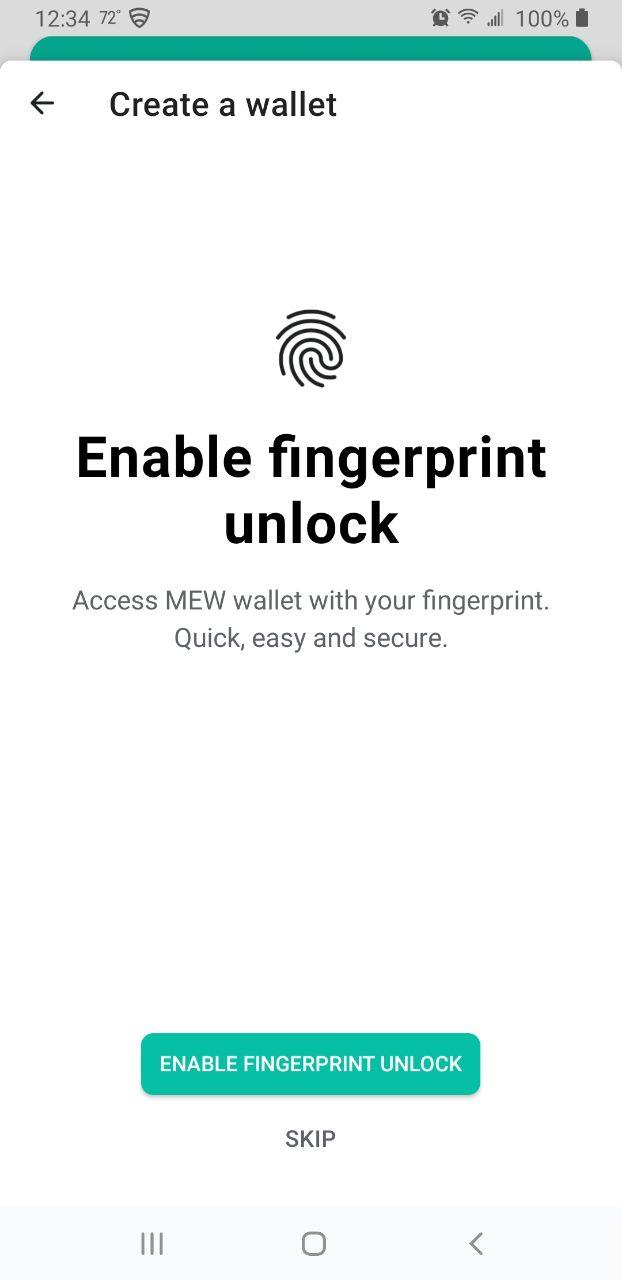 12:34 72° 100%
Create a wallet
Enable fingerprint
unlock
Access MEW wallet with your fingerprint.
Quick, easy and secure.
ENABLE FINGERPRINT UNLOCK
SKIP